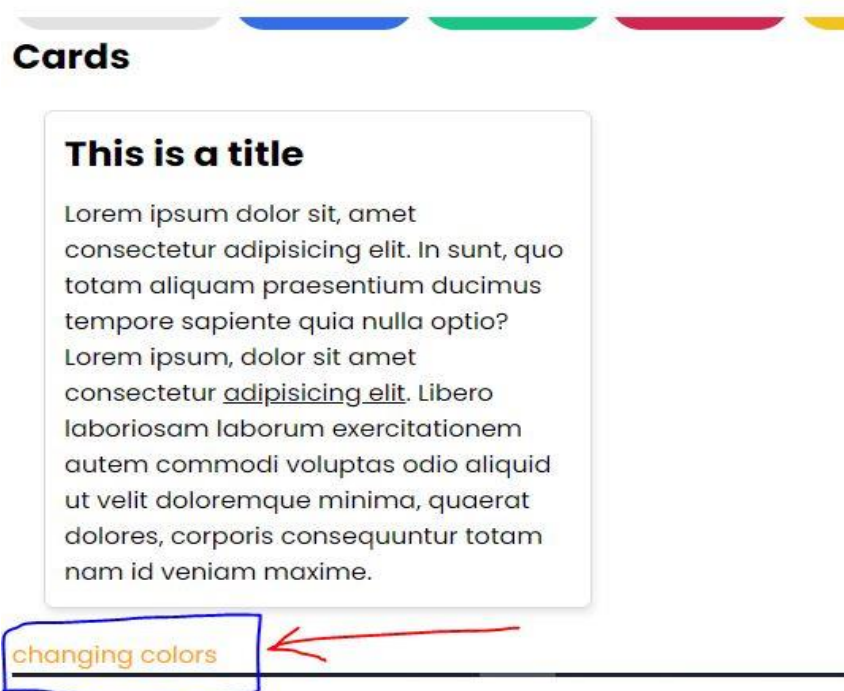 Cards
This is a title
Lorem ipsum dolor sit, amet
consectetur adipisicing elit. In sunt, quo
totam aliquam praesentium ducimus
tempore sapiente quia nulla optio?
Lorem ipsum, dolor sit amet
consectetur adipisicing elit. Libero
laboriosam laborum exercitationem
autem commodi voluptas odio aliquid
ut velit doloremque minima, quaerat
dolores, corporis consequuntur totam
nam id veniam maxime.
changing colors